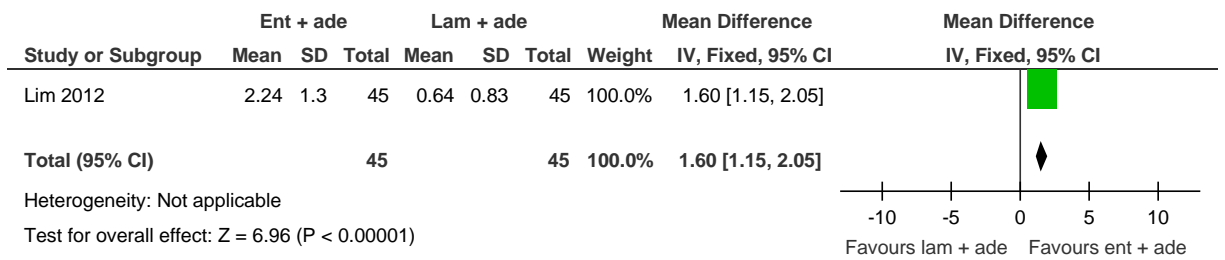 Ent + ade Lam + ade Mean Difference Mean Difference
Study or Subgroup Mean SD Total Mean SD Total Weight IV, Fixed, 95% CI IV, Fixed, 95% CI
Lim 2012 2.24 1.3 45 0.64 0.83 45 100.0% 1.60 [1.15, 2.05]
Total (95% CI) 45 45 100.0% 1.60 [1.15, 2.05]
Heterogeneity: Not applicable
Test for overall effect: Z = 6.96 (P < 0.00001)
-10 -5 0 5 10
Favours lam + ade Favours ent + ade